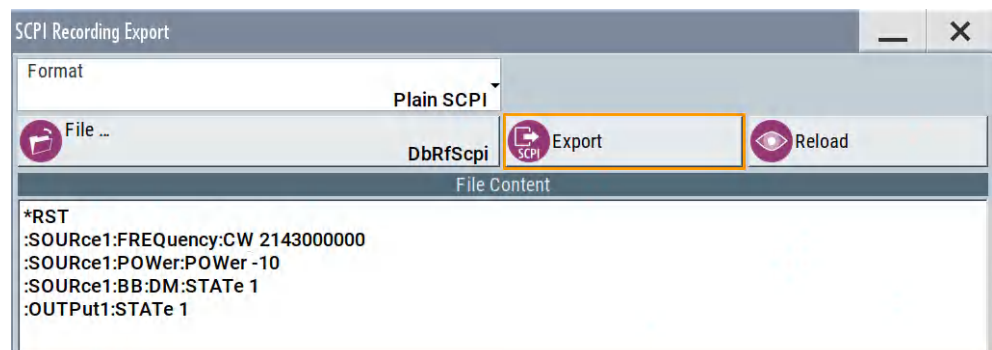 SCPI Recording Export
Format
Plain SCPI
File ...
DbRfScpi
SCPI
Export
Reload
File Content
*RST
:SOURce1:FREQuency:CW 2143000000
:SOURce1:POWer:POWer -10
:SOURce1:BB:DM:STATe 1
:OUTPut1:STATe 1